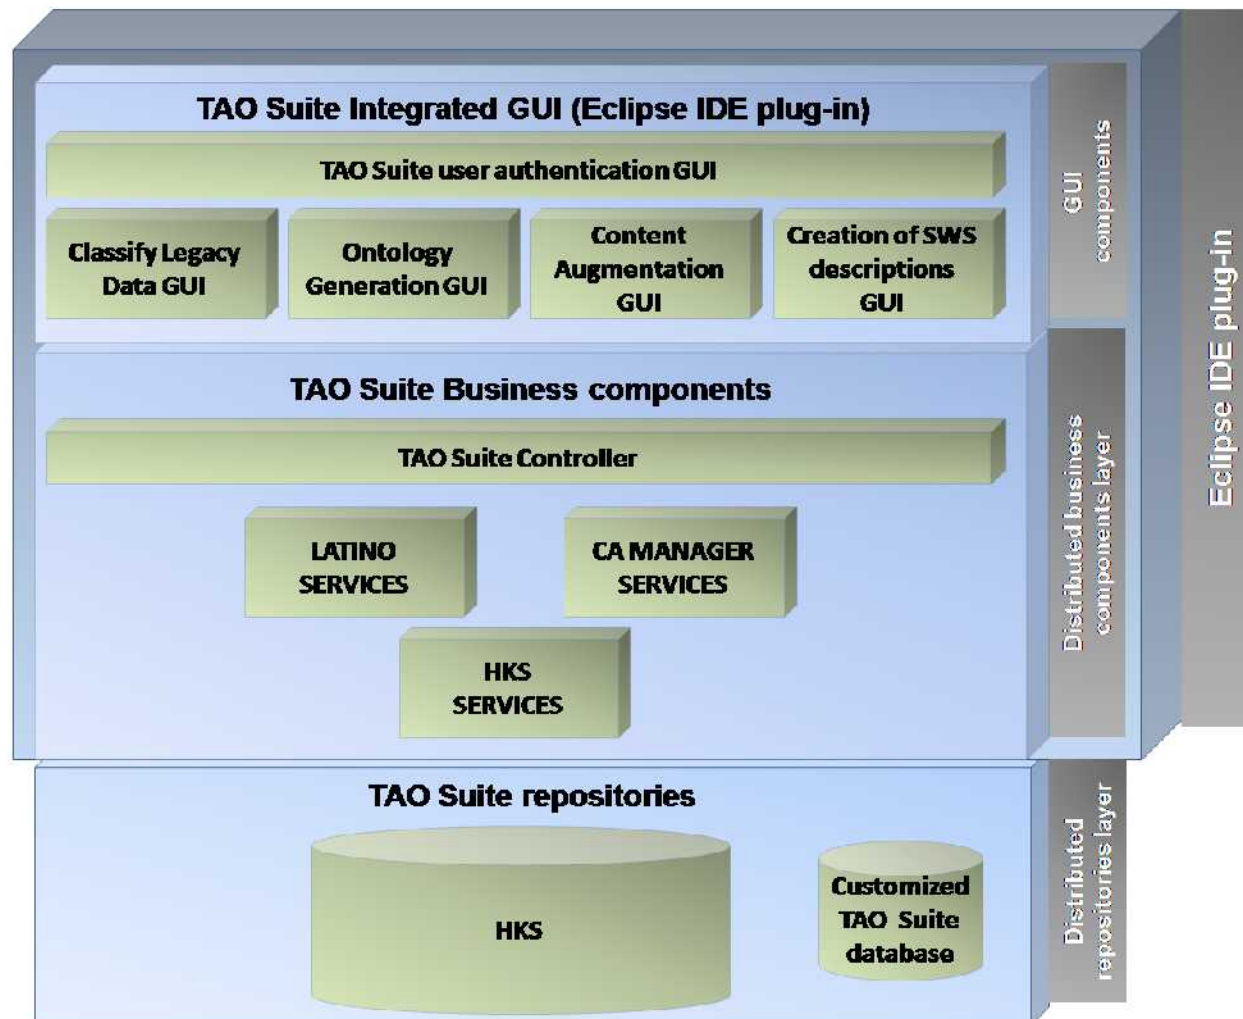 TAO Suite Integrated GUI (Eclipse IDE plug-in)
TAO Suite user authentication GUI
Classify Legacy
Data GUI
Ontology
Generation GUI
Content
Augmentation
GUI
Creation of SWS
descriptions
GUI
GUI
components
TAO Suite Business components
TAO Suite Controller
LATINO
SERVICES
CA MANAGER
SERVICES
HKS
SERVICES
Distributed business
components layer
Eclipse IDE plug-in
TAO Suite repositories
HKS
Customized
TAO Suite
database
Distributed
repositories layer